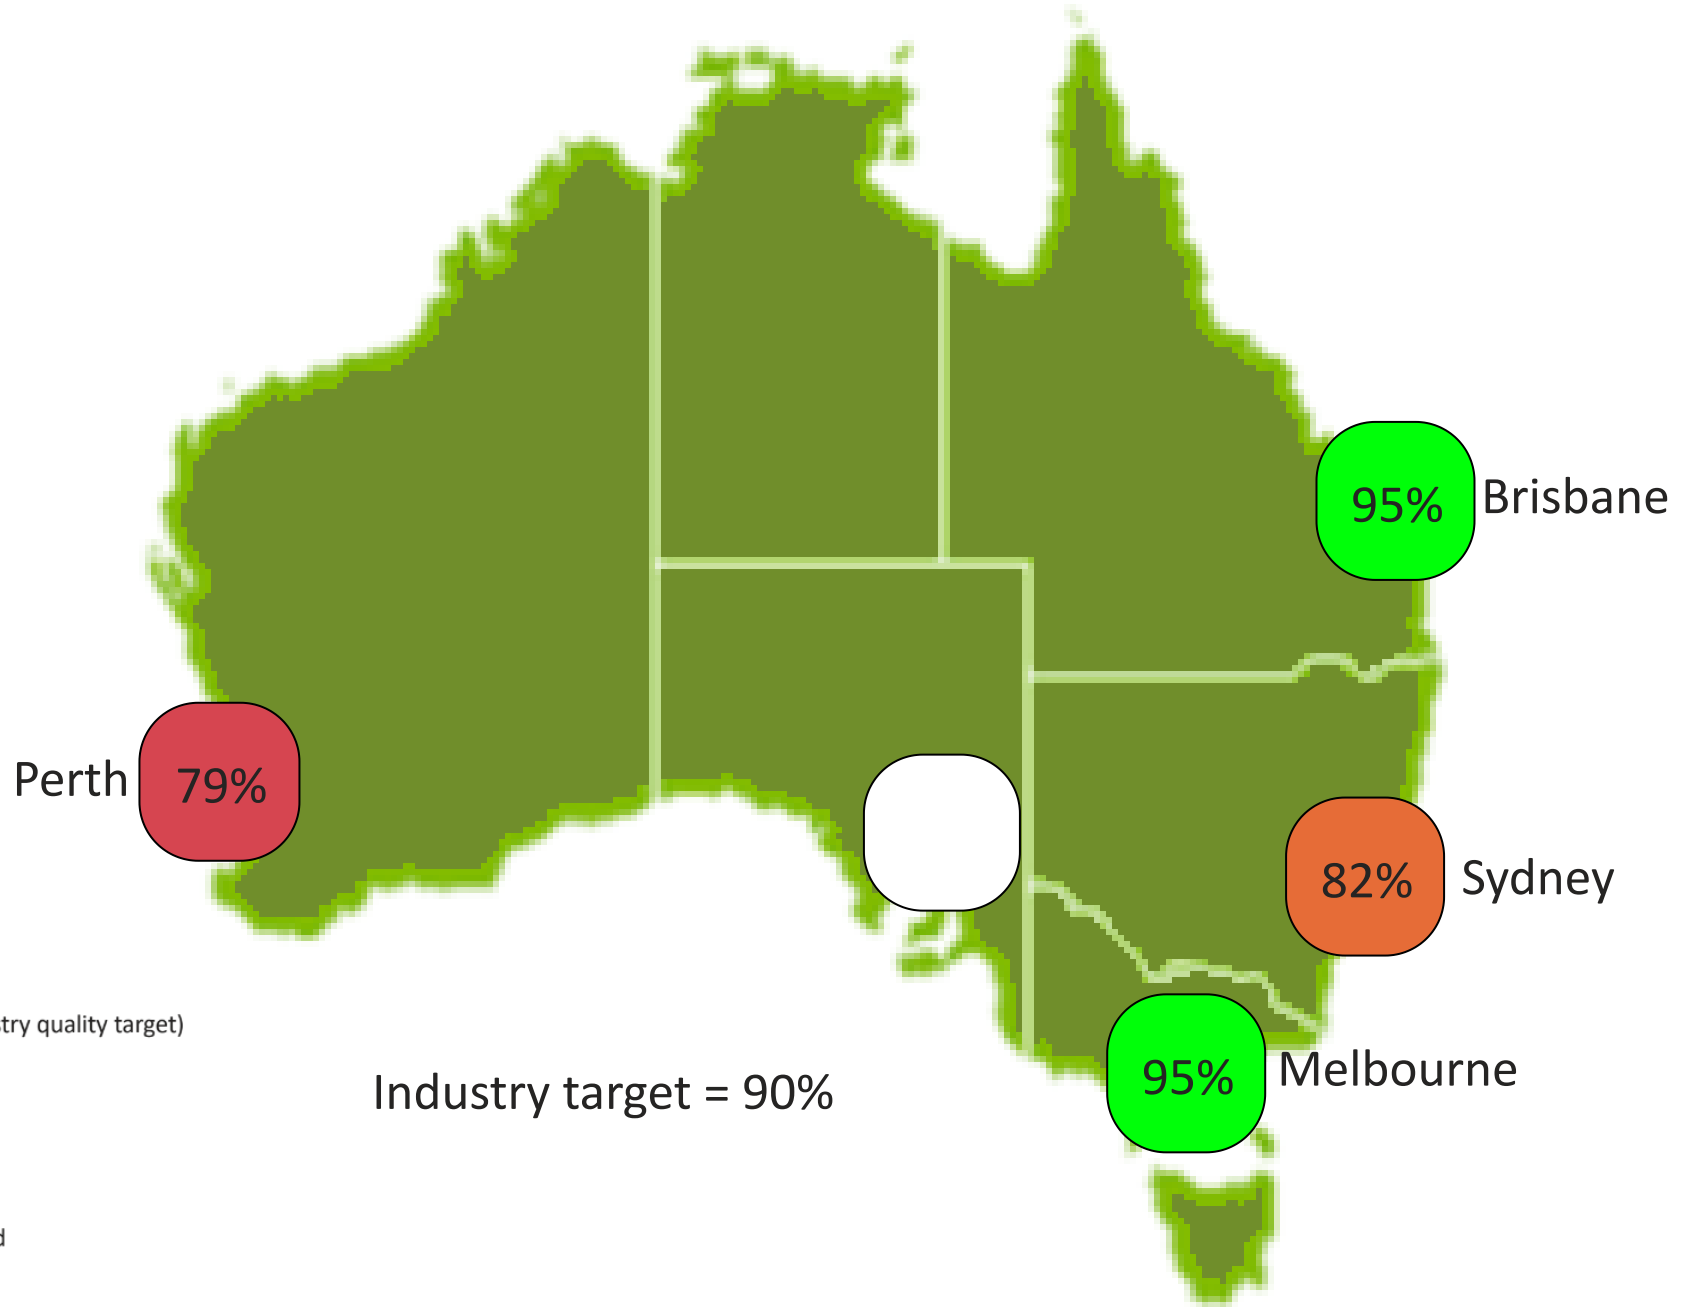 95% Brisbane
Perth 79%
82% Sydney
try quality target)
95% Melbourne
Industry target = 90%
d